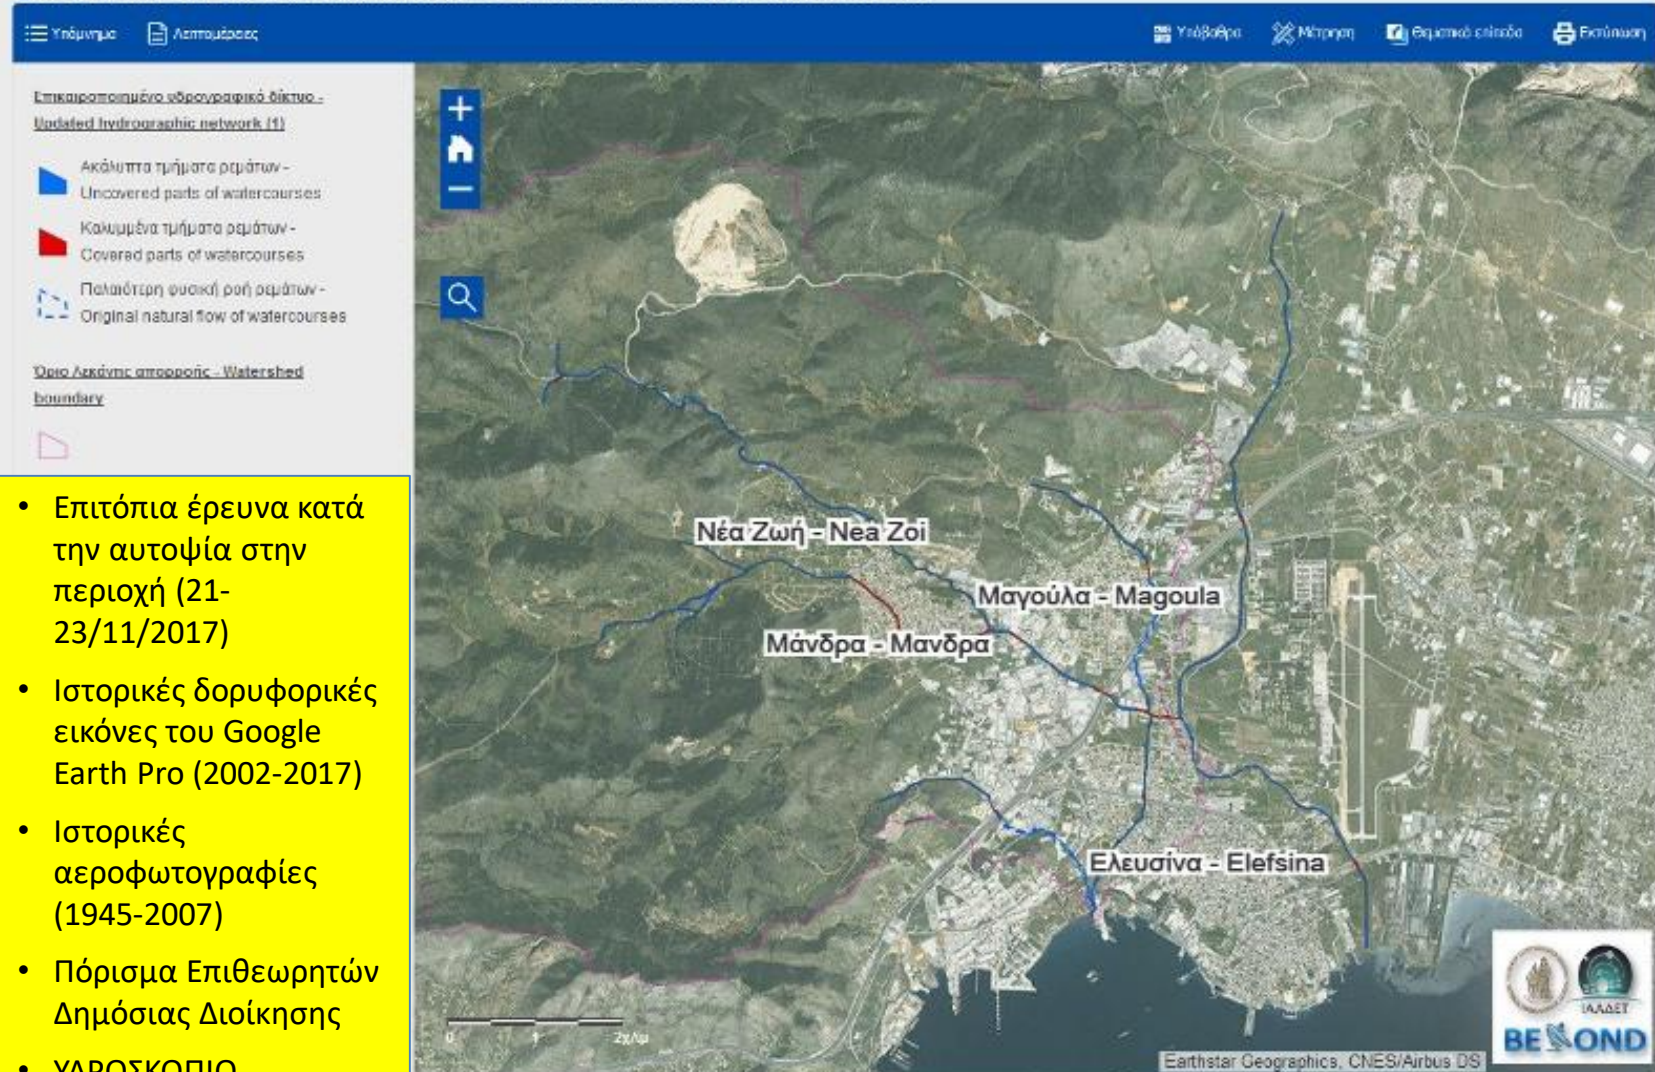 Υπόμνημα
Λεπτομέρειες
Υπόβαθρα
Μέτρηση
Θεματικά επίπεδα
Εκτύπωση
Επικαιροποιημένο υδρογραφικό δίκτυο -
Updated hydrographic network (1)
Ακάλυπτα τμήματα ρεμάτων -
Uncovered parts of watercourses
Καλυμμένα τμήματα ρεμάτων -
Covered parts of watercourses
Παλαιότερη φυσική ροή ρεμάτων -
Original natural flow of watercourses
Όριο Λεκάνης απορροής - Watershed
boundary
• Επιτόπια έρευνα κατά
την αυτοψία στην
περιοχή (21-
23/11/2017)
• Ιστορικές δορυφορικές
εικόνες του Google
Earth Pro (2002-2017)
• Ιστορικές
αεροφωτογραφίες
(1945-2007)
• Πόρισμα Επιθεωρητών
Δημόσιας Διοίκησης
Νέα Ζωή - Nea Zoi
Μαγούλα - Magoula
Μάνδρα - Μανδρα
Ελευσίνα - Elefsina
0 1 2χλμ
Earthstar Geographics, CNES/Airbus DS
ΙΑΑΔΕΤ
BEYOND